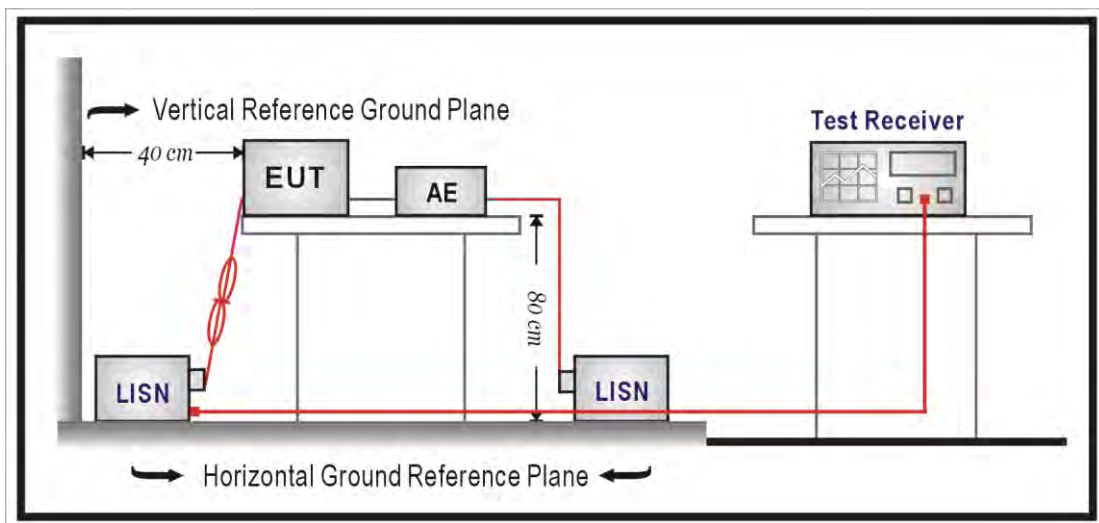 Vertical Reference Ground Plane
Test Receiver
40 cm
EUT
AE
80 cm
LISN
LISN
Horizontal Ground Reference Plane